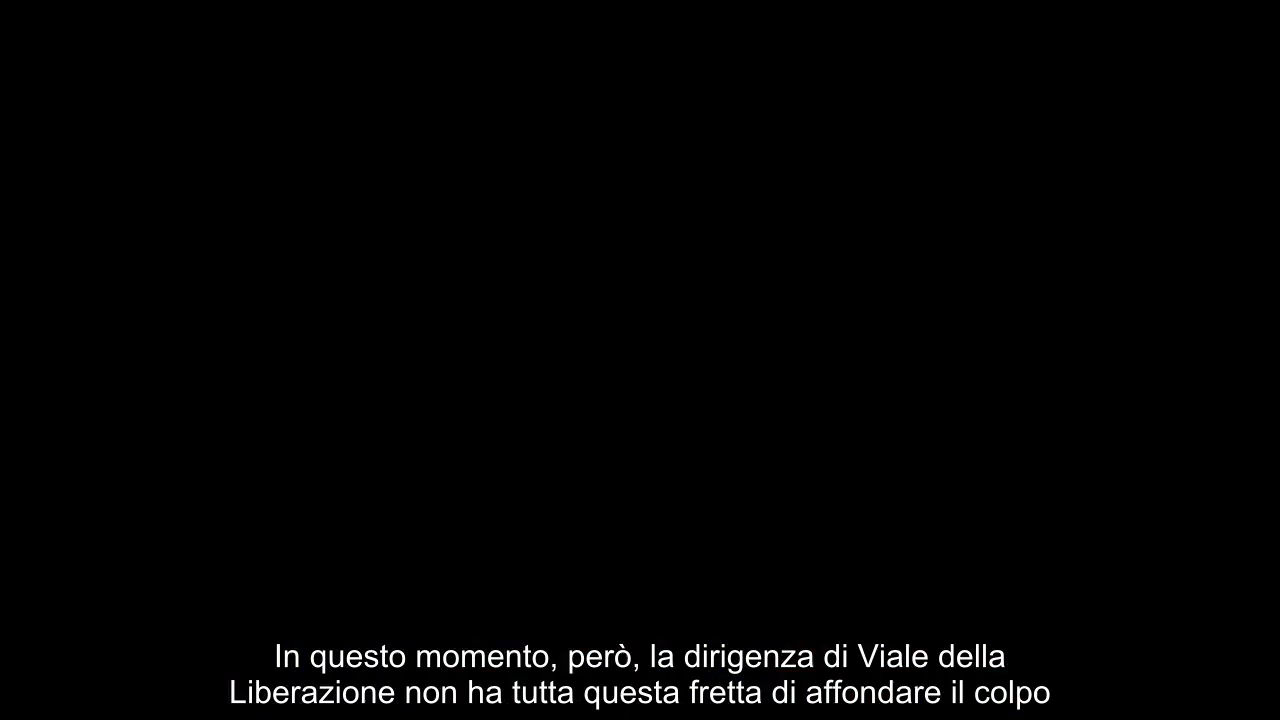 In questo momento, però, la dirigenza di Viale della
Liberazione non ha tutta questa fretta di affondare il colpo